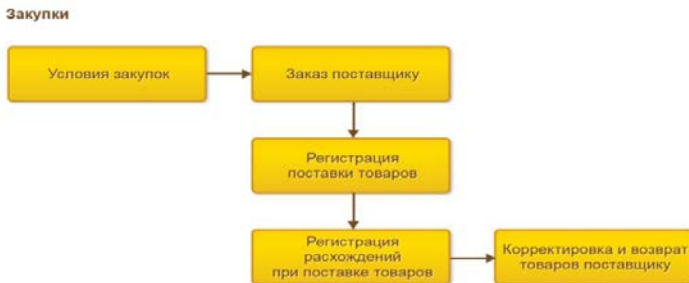 Закупки
Условия закупок
Заказ поставщику
Регистрация
поставки товаров
Регистрация
расхождений
при поставке товаров
Корректировка и возврат
товаров поставщику